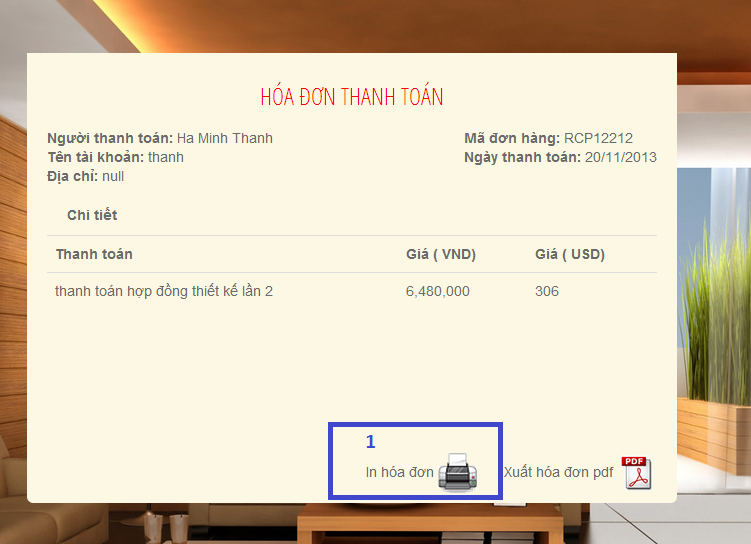 HÓA ĐƠN THANH TOÁN
Người thanh toán: Ha Minh Thanh
Mã đơn hàng: RCP12212
Tên tài khoản: thanh
Ngày thanh toán: 20/11/2013
Địa chỉ: null
Chi tiết
Thanh toán Giá ( VND) Giá ( USD)
thanh toán hợp đồng thiết kế lần 2 6,480,000 306
1
In hóa đơn Xuất hóa đơn pdf PDF